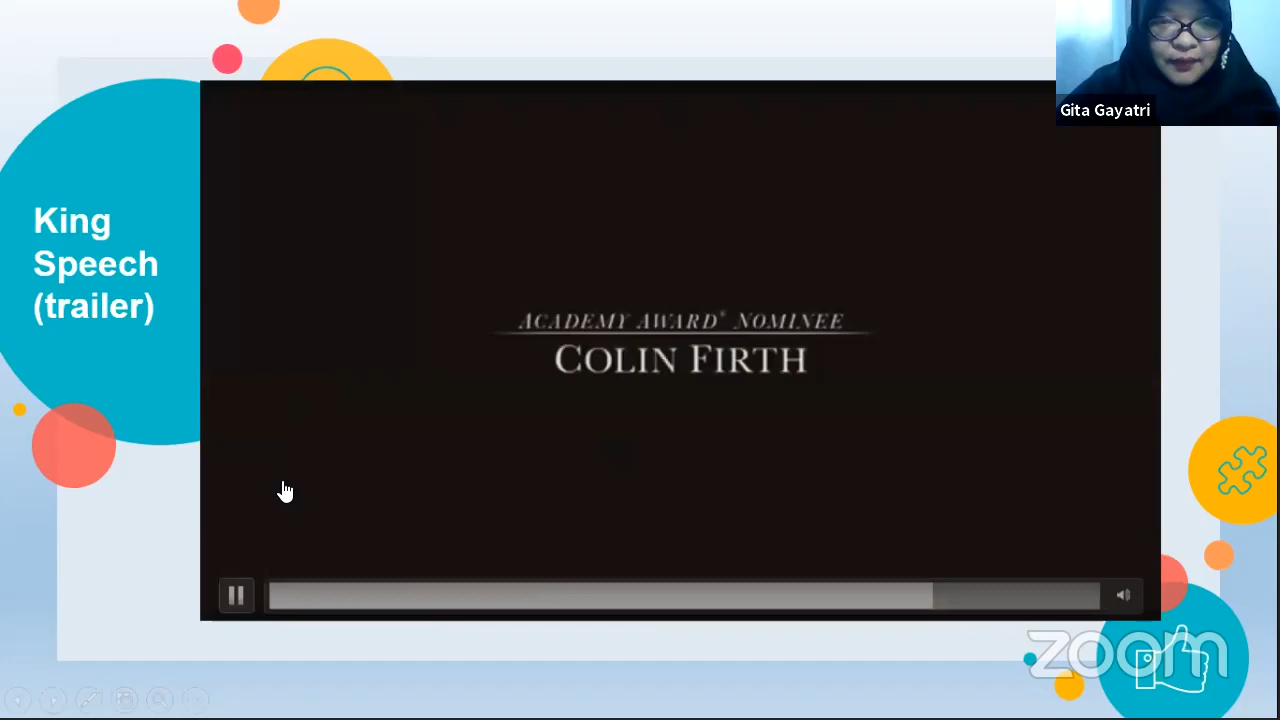 King
Speech
(trailer)
ACADEMY AWARD® NOMINEE
COLIN FIRTH
Gita Gayatri
zoom